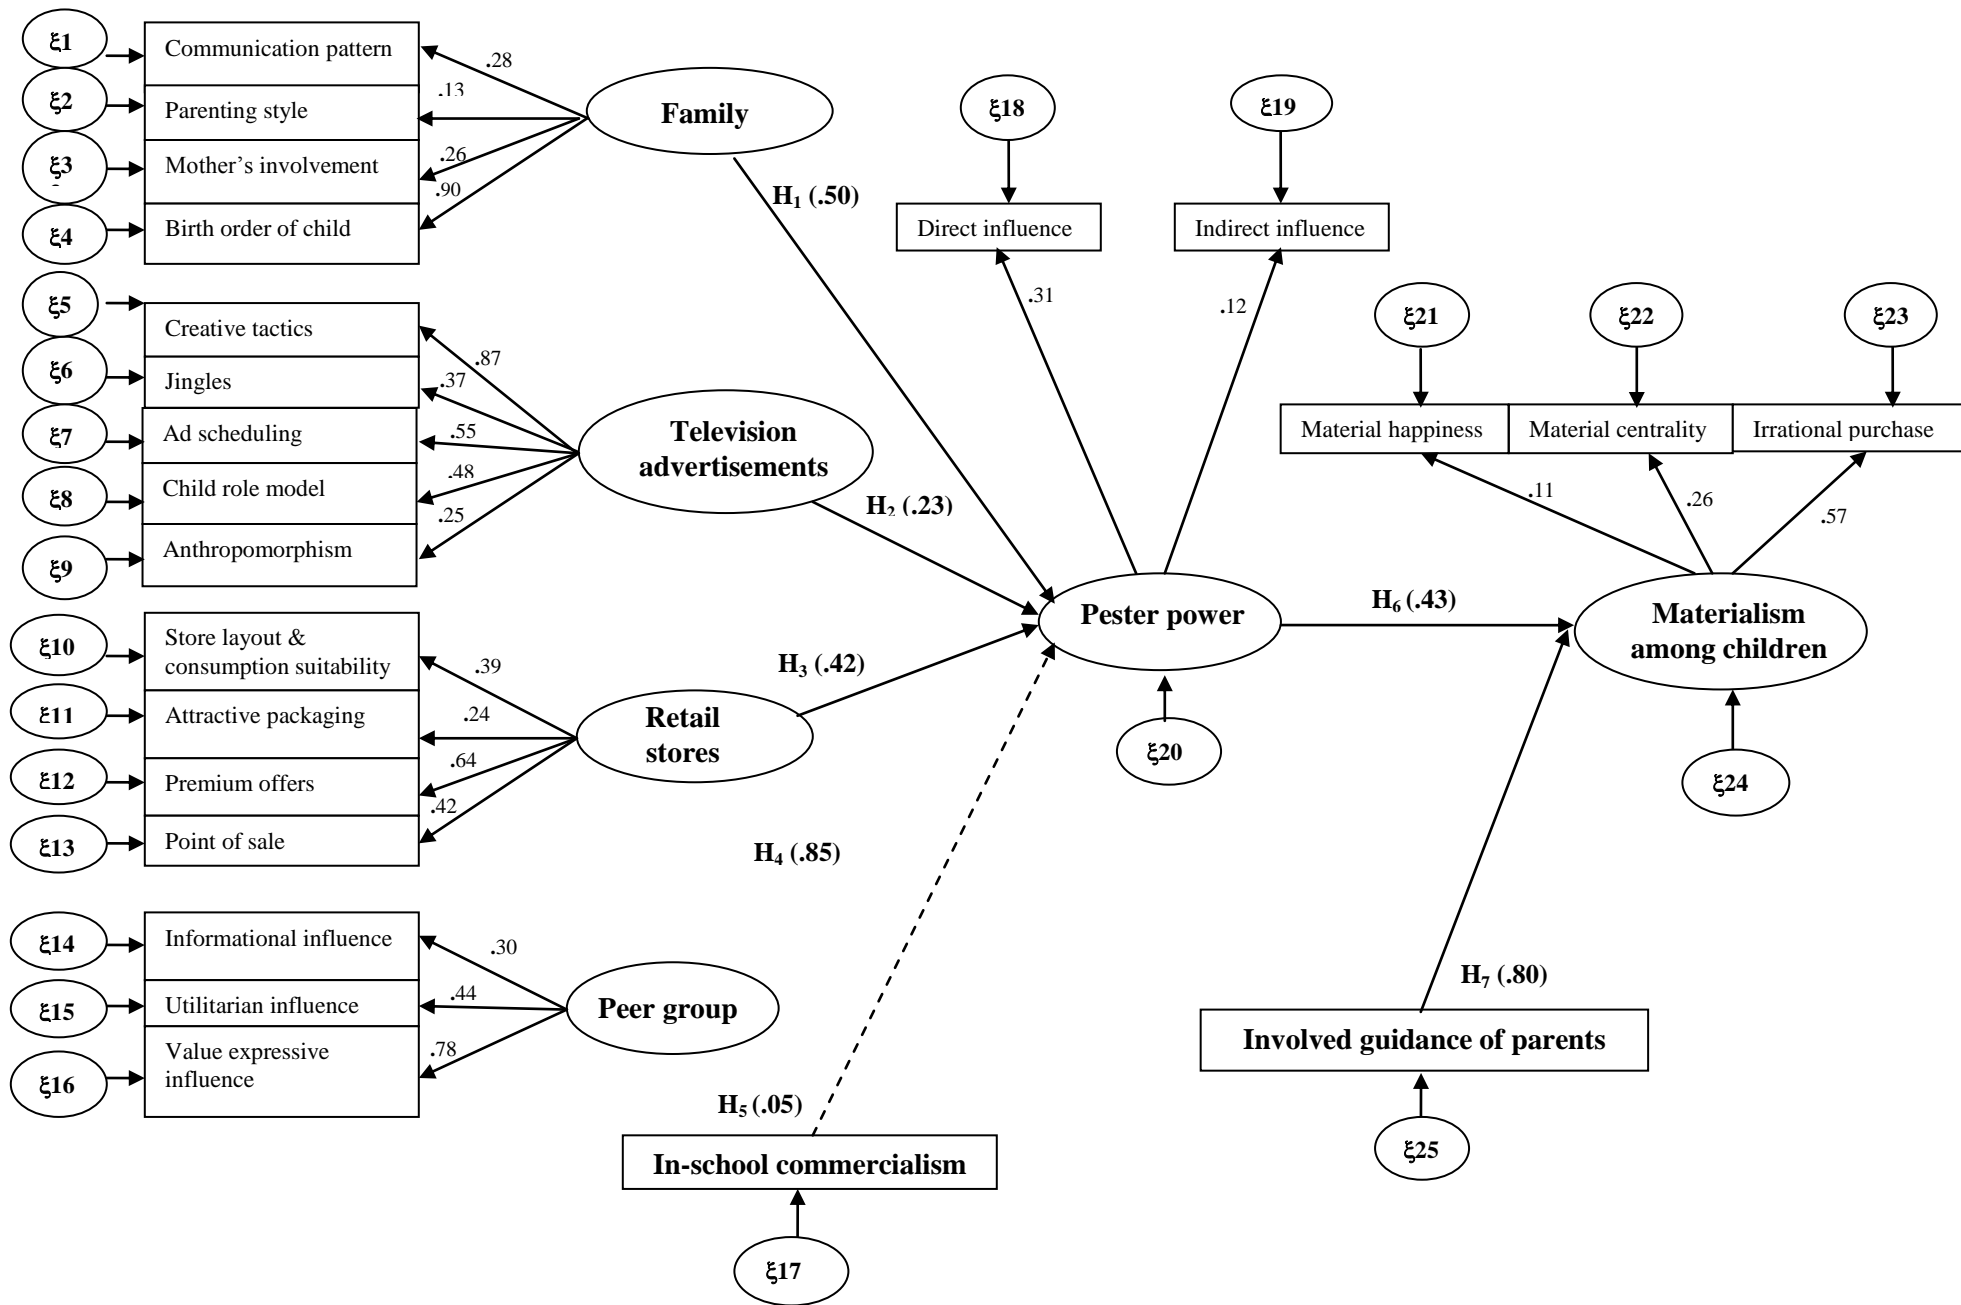 ξ1
Communication pattern
.28
ξ2
Parenting style
.13
ξ3
Mother’s involvement
.26
ξ4
Birth order of child
.90
Family
H₁ (.50)
ξ18
Direct influence
.31
ξ19
Indirect influence
.12
ξ5
Creative tactics
.87
ξ6
Jingles
.37
ξ7
Ad scheduling
.55
ξ8
Child role model
.48
ξ9
Anthropomorphism
.25
Television
advertisements
H₂ (.23)
ξ21
ξ22
ξ23
Material happiness
Material centrality
Irrational purchase
.11
.26
.57
Pester power
H₆ (.43)
Materialism
among children
ξ20
ξ24
ξ10
Store layout &
consumption suitability
.39
ξ11
Attractive packaging
.24
ξ12
Premium offers
.64
ξ13
Point of sale
.42
Retail
stores
H₃ (.42)
H₄ (.85)
ξ14
Informational influence
.30
ξ15
Utilitarian influence
.44
ξ16
Value expressive
influence
.78
Peer group
H₅ (.05)
In-school commercialism
ξ17
H₇ (.80)
Involved guidance of parents
ξ25